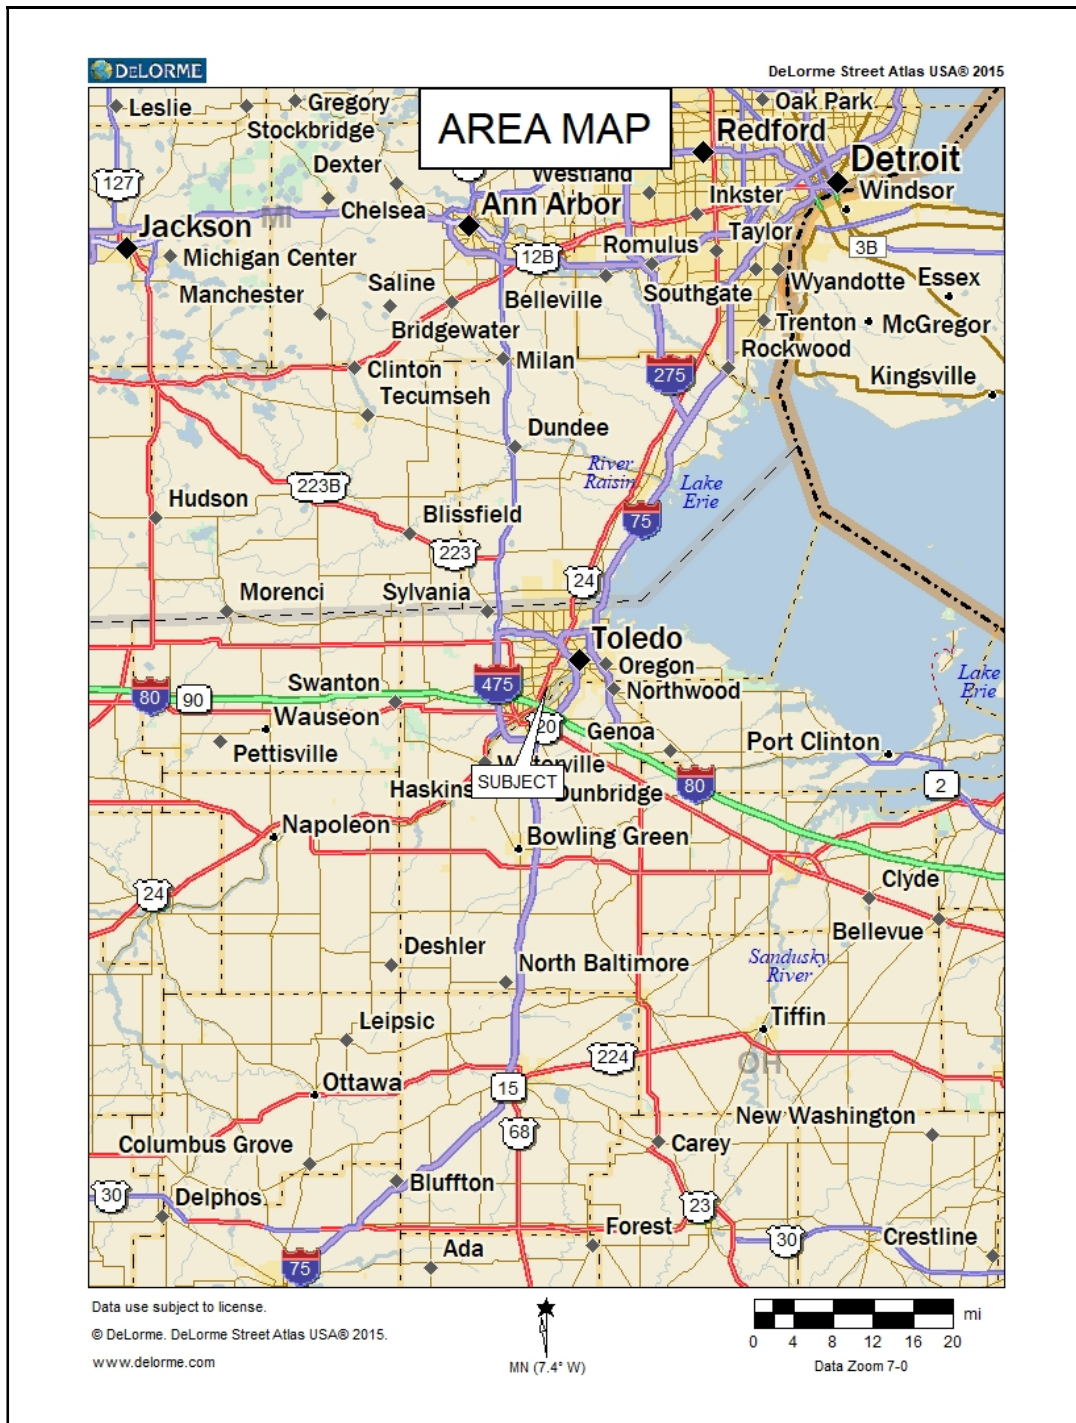 DELORME
DeLorme Street Atlas USA® 2015
AREA MAP
Leslie
Gregory
Stockbridge
Oak Park
Redford
Detroit
Dexter
Westland
127
Inkster
Windsor
Chelsea
Ann Arbor
MI
Jackson
Taylor
Romulus
3B
12B
Michigan Center
Saline
Wyandotte
Essex
Manchester
Belleville
Southgate
Bridgewater
Trenton
McGregor
Milan
Rockwood
Clinton
275
Kingsville
Tecumseh
Dundee
River
Raisin
Lake
Erie
223B
Hudson
Blissfield
75
223
24
Morenci
Sylvania
Toledo
Oregon
Swanton
475
Northwood
Lake
Erie
80
90
Wauseon
20
Genoa
Port Clinton
Pettisville
SUBJECT
Haskins
Dunbridge
80
2
Napoleon
Bowling Green
24
Clyde
Bellevue
Deshler
North Baltimore
Sandusky
River
Leipsic
Tiffin
224
OH
Ottawa
15
New Washington
68
Columbus Grove
Carey
Bluffton
30
Delphos
23
Forest
30
Crestline
Ada
75
Data use subject to license.
© DeLorme. DeLorme Street Atlas USA® 2015.
www.delorme.com
MN (7.4° W)
mi
0 4 8 12 16 20
Data Zoom 7-0